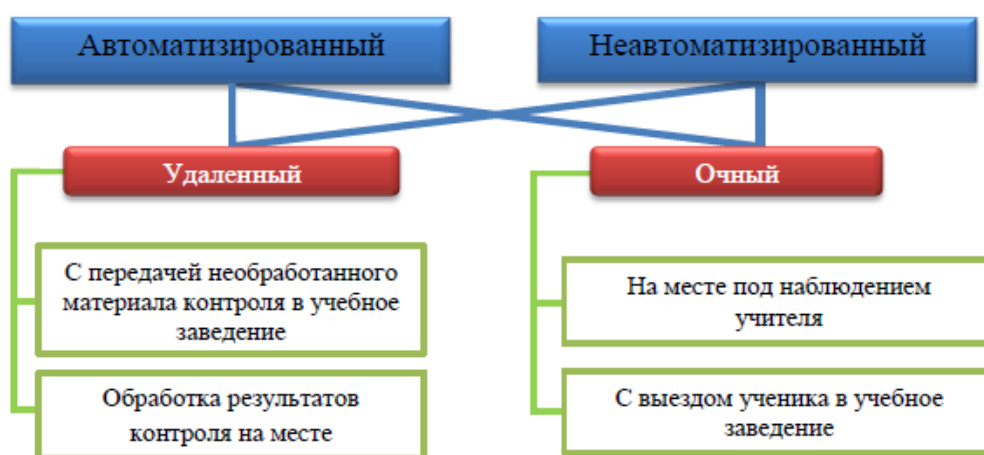 Автоматизированный
Неавтоматизированный
Удаленный
Очный
С передачей необработанного
материала контроля в учебное
заведение
Обработка результатов
контроля на месте
На месте под наблюдением
учителя
С выездом ученика в учебное
заведение